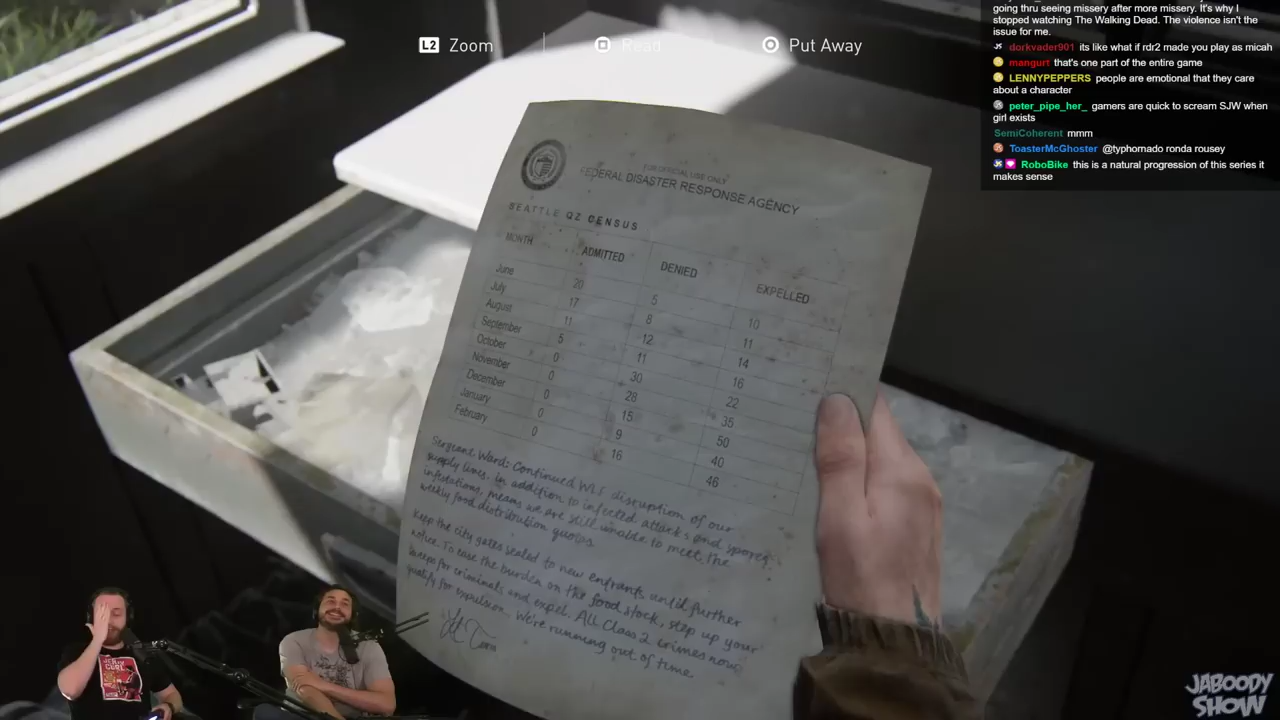 L2 Zoom
Read
Put Away
going thru seeing missery after more missery. It's why I
stopped watching The Walking Dead. The violence isn't the
issue for me.
dorkvader901 its like what if rdr2 made you play as micah
mangurt that's one part of the entire game
LENNYPEPPERS people are emotional that they care
about a character
peter_pipe_her_ gamers are quick to scream SJW when
girl exists
SemiCoherent mmm
ToasterMcGhoster @typhornado ronda rousey
RoboBike this is a natural progression of this series it
makes sense
FOR OFFICIAL USE ONLY
FEDERAL DISASTER RESPONSE AGENCY
SEATTLE QZ CENSUS
MONTH ADMITTED DENIED EXPELLED
June 20 5 10
July 17 8 11
August 11 12 14
September 5 11 16
October 0 30 22
November 0 28 35
December 0 15 50
January 0 9 40
February 0 16 46
Sergeant Ward: Continued WLF disruption of our
supply lines, in addition to infected attacks and spores
infestations, means we are still unable to meet the
weekly food distribution quotas.
Keep the city gates sealed to new entrants until further
notice. To ease the burden on the food stock, step up your
sweeps for criminals and expel. All Class 2 crimes now
qualify for expulsion. We're running out of time.
JABOODY
SHOW